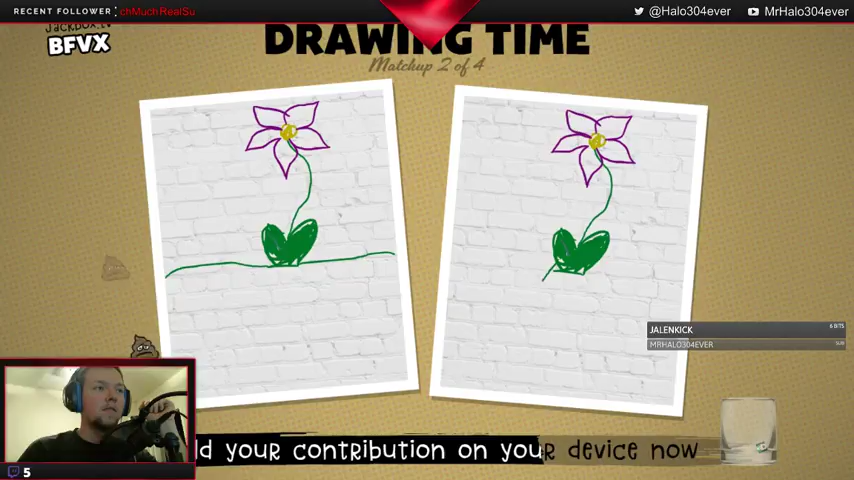 RECENT FOLLOWER: chMuchRealSu
@Halo304ever
MrHalo304ever
JACKBOX.TV
BFVX
DRAWING TIME
Matchup 2 of 4
JALENKICK
6 BITS
MRHALO304EVER
SUB
d your contribution on your device now
5